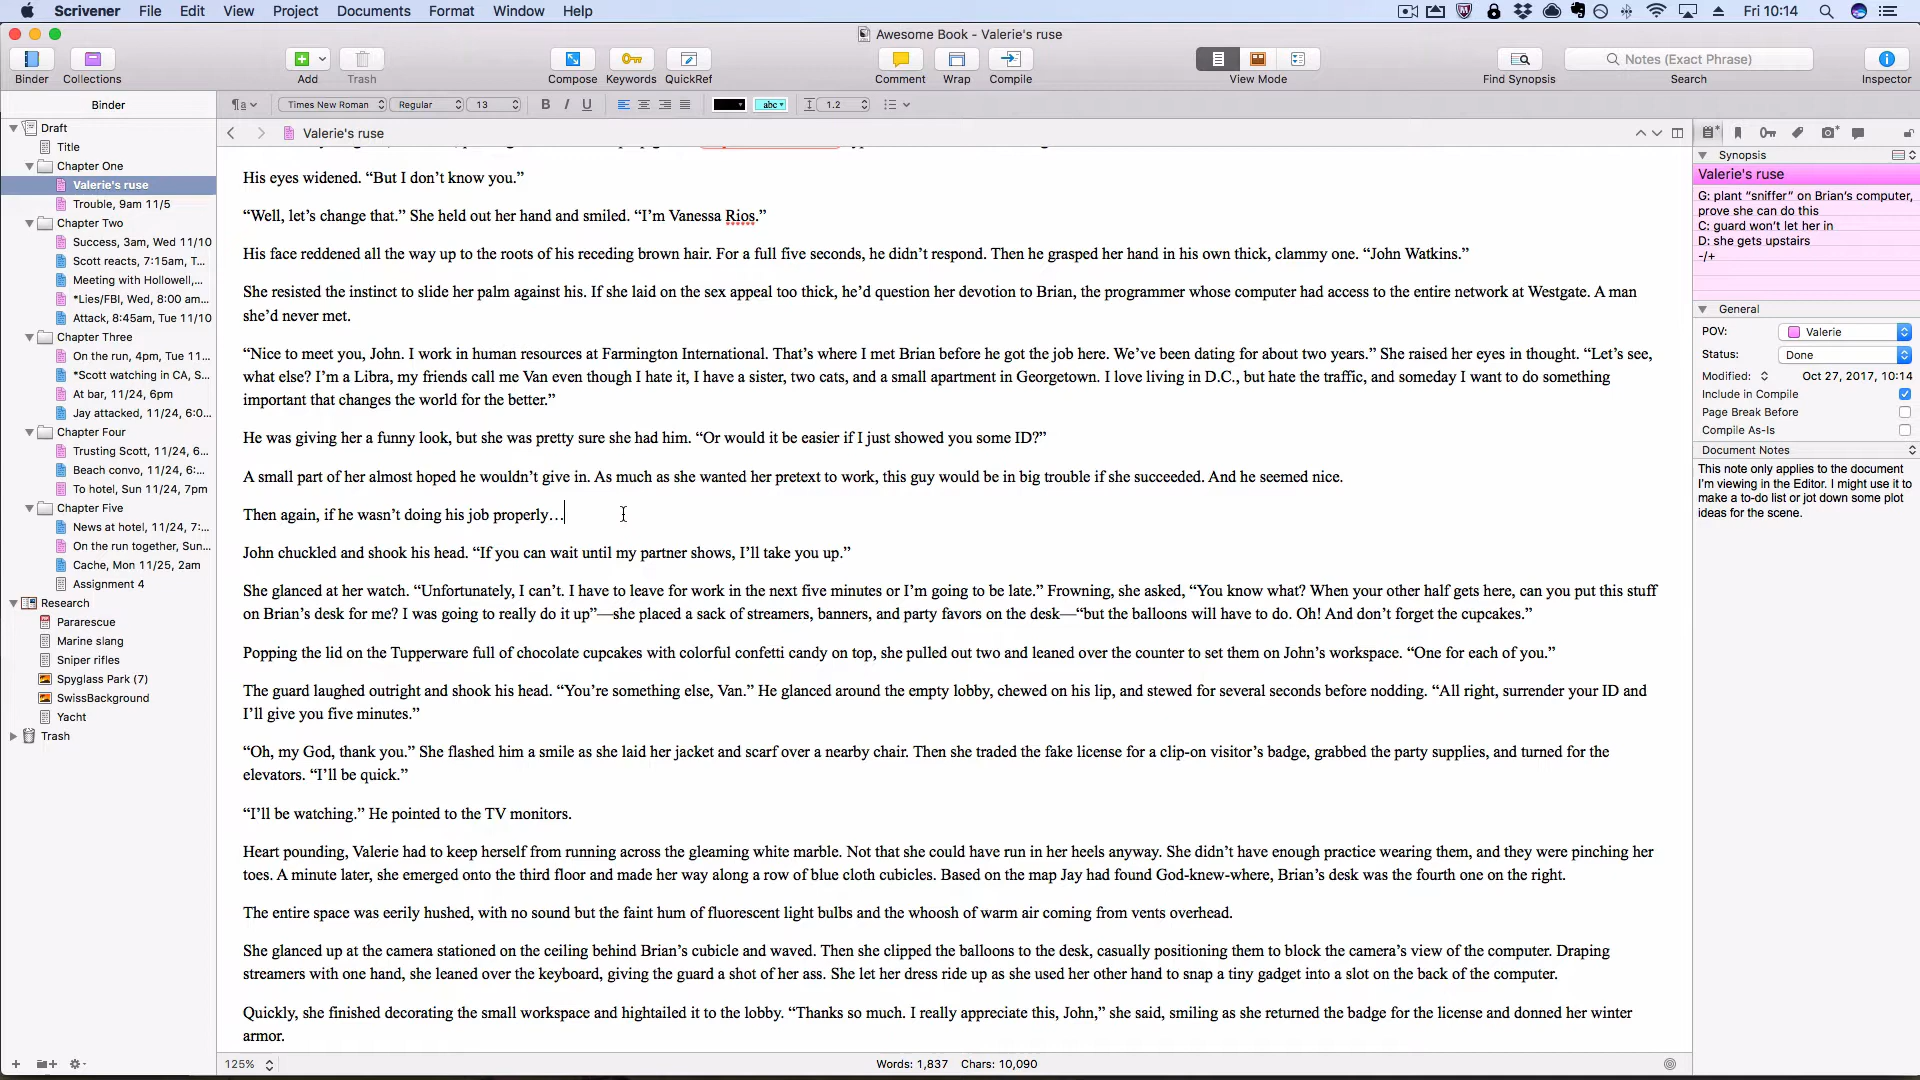 Scrivener File Edit View Project Documents Format Window Help Fri 10:14
Awesome Book - Valerie's ruse
Binder Collections Add Trash Compose Keywords QuickRef Comment Wrap Compile View Mode Find Synopsis Notes (Exact Phrase) Search Inspector
Binder
Times New Roman Regular 13 B I U abc 1.2
Valerie's ruse
Draft
Title
Chapter One
Valerie's ruse
Trouble, 9am 11/5
Chapter Two
Success, 3am, Wed 11/10
Scott reacts, 7:15am, T...
Meeting with Hollowell,...
*Lies/FBI, Wed, 8:00 am...
Attack, 8:45am, Tue 11/10
Chapter Three
On the run, 4pm, Tue 11...
*Scott watching in CA, S...
At bar, 11/24, 6pm
Jay attacked, 11/24, 6:0...
Chapter Four
Trusting Scott, 11/24, 6...
Beach convo, 11/24, 6:...
To hotel, Sun 11/24, 7pm
Chapter Five
News at hotel, 11/24, 7:...
On the run together, Sun...
Cache, Mon 11/25, 2am
Assignment 4
Research
Pararescue
Marine slang
Sniper rifles
Spyglass Park (7)
SwissBackground
Yacht
Trash
His eyes widened. “But I don’t know you.”
“Well, let’s change that.” She held out her hand and smiled. “I’m Vanessa Rios.”
His face reddened all the way up to the roots of his receding brown hair. For a full five seconds, he didn’t respond. Then he grasped her hand in his own thick, clammy one. “John Watkins.”
She resisted the instinct to slide her palm against his. If she laid on the sex appeal too thick, he’d question her devotion to Brian, the programmer whose computer had access to the entire network at Westgate. A man
she’d never met.
“Nice to meet you, John. I work in human resources at Farmington International. That’s where I met Brian before he got the job here. We’ve been dating for about two years.” She raised her eyes in thought. “Let’s see,
what else? I’m a Libra, my friends call me Van even though I hate it, I have a sister, two cats, and a small apartment in Georgetown. I love living in D.C., but hate the traffic, and someday I want to do something
important that changes the world for the better.”
He was giving her a funny look, but she was pretty sure she had him. “Or would it be easier if I just showed you some ID?”
A small part of her almost hoped he wouldn’t give in. As much as she wanted her pretext to work, this guy would be in big trouble if she succeeded. And he seemed nice.
Then again, if he wasn’t doing his job properly…
John chuckled and shook his head. “If you can wait until my partner shows, I’ll take you up.”
She glanced at her watch. “Unfortunately, I can’t. I have to leave for work in the next five minutes or I’m going to be late.” Frowning, she asked, “You know what? When your other half gets here, can you put this stuff
on Brian’s desk for me? I was going to really do it up”—she placed a sack of streamers, banners, and party favors on the desk—“but the balloons will have to do. Oh! And don’t forget the cupcakes.”
Popping the lid on the Tupperware full of chocolate cupcakes with colorful confetti candy on top, she pulled out two and leaned over the counter to set them on John’s workspace. “One for each of you.”
The guard laughed outright and shook his head. “You’re something else, Van.” He glanced around the empty lobby, chewed on his lip, and stewed for several seconds before nodding. “All right, surrender your ID and
I’ll give you five minutes.”
“Oh, my God, thank you.” She flashed him a smile as she laid her jacket and scarf over a nearby chair. Then she traded the fake license for a clip-on visitor’s badge, grabbed the party supplies, and turned for the
elevators. “I’ll be quick.”
“I’ll be watching.” He pointed to the TV monitors.
Heart pounding, Valerie had to keep herself from running across the gleaming white marble. Not that she could have run in her heels anyway. She didn’t have enough practice wearing them, and they were pinching her
toes. A minute later, she emerged onto the third floor and made her way along a row of blue cloth cubicles. Based on the map Jay had found God-knew-where, Brian’s desk was the fourth one on the right.
The entire space was eerily hushed, with no sound but the faint hum of fluorescent light bulbs and the whoosh of warm air coming from vents overhead.
She glanced up at the camera stationed on the ceiling behind Brian’s cubicle and waved. Then she clipped the balloons to the desk, casually positioning them to block the camera’s view of the computer. Draping
streamers with one hand, she leaned over the keyboard, giving the guard a shot of her ass. She let her dress ride up as she used her other hand to snap a tiny gadget into a slot on the back of the computer.
Quickly, she finished decorating the small workspace and hightailed it to the lobby. “Thanks so much. I really appreciate this, John,” she said, smiling as she returned the badge for the license and donned her winter
armor.
125% Words: 1,837 Chars: 10,090
Synopsis
Valerie's ruse
G: plant “sniffer” on Brian’s computer,
prove she can do this
C: guard won’t let her in
D: she gets upstairs
-/+
General
POV: Valerie
Status: Done
Modified: Oct 27, 2017, 10:14
Include in Compile
Page Break Before
Compile As-Is
Document Notes
This note only applies to the document
I’m viewing in the Editor. I might use it to
make a to-do list or jot down some plot
ideas for the scene.